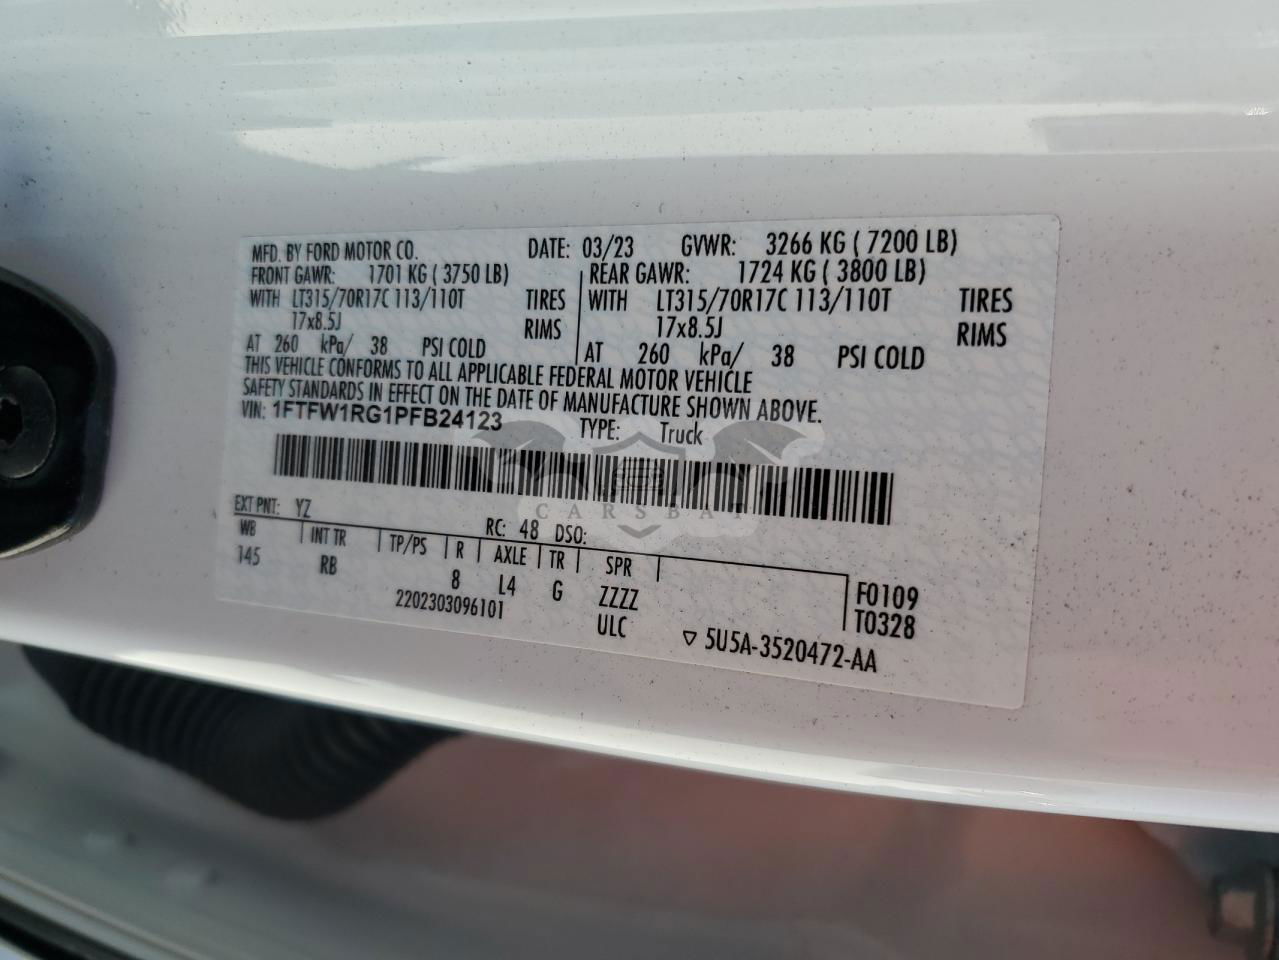 MFD. BY FORD MOTOR CO. DATE: 03/23 GVWR: 3266 KG ( 7200 LB)
FRONT GAWR: 1701 KG ( 3750 LB) REAR GAWR: 1724 KG ( 3800 LB)
WITH LT315/70R17C 113/110T TIRES WITH LT315/70R17C 113/110T TIRES
17x8.5J RIMS 17x8.5J RIMS
AT 260 kPa/ 38 PSI COLD AT 260 kPa/ 38 PSI COLD
THIS VEHICLE CONFORMS TO ALL APPLICABLE FEDERAL MOTOR VEHICLE
SAFETY STANDARDS IN EFFECT ON THE DATE OF MANUFACTURE SHOWN ABOVE.
VIN: 1FTFW1RG1PFB24123 TYPE: Truck
CARSBAT
EXT PNT: YZ RC: 48 DSO:
WB INT TR TP/PS R AXLE TR SPR
145 RB 8 L4 G ZZZZ F0109
2202303096101 ULC T0328
5U5A-3520472-AA